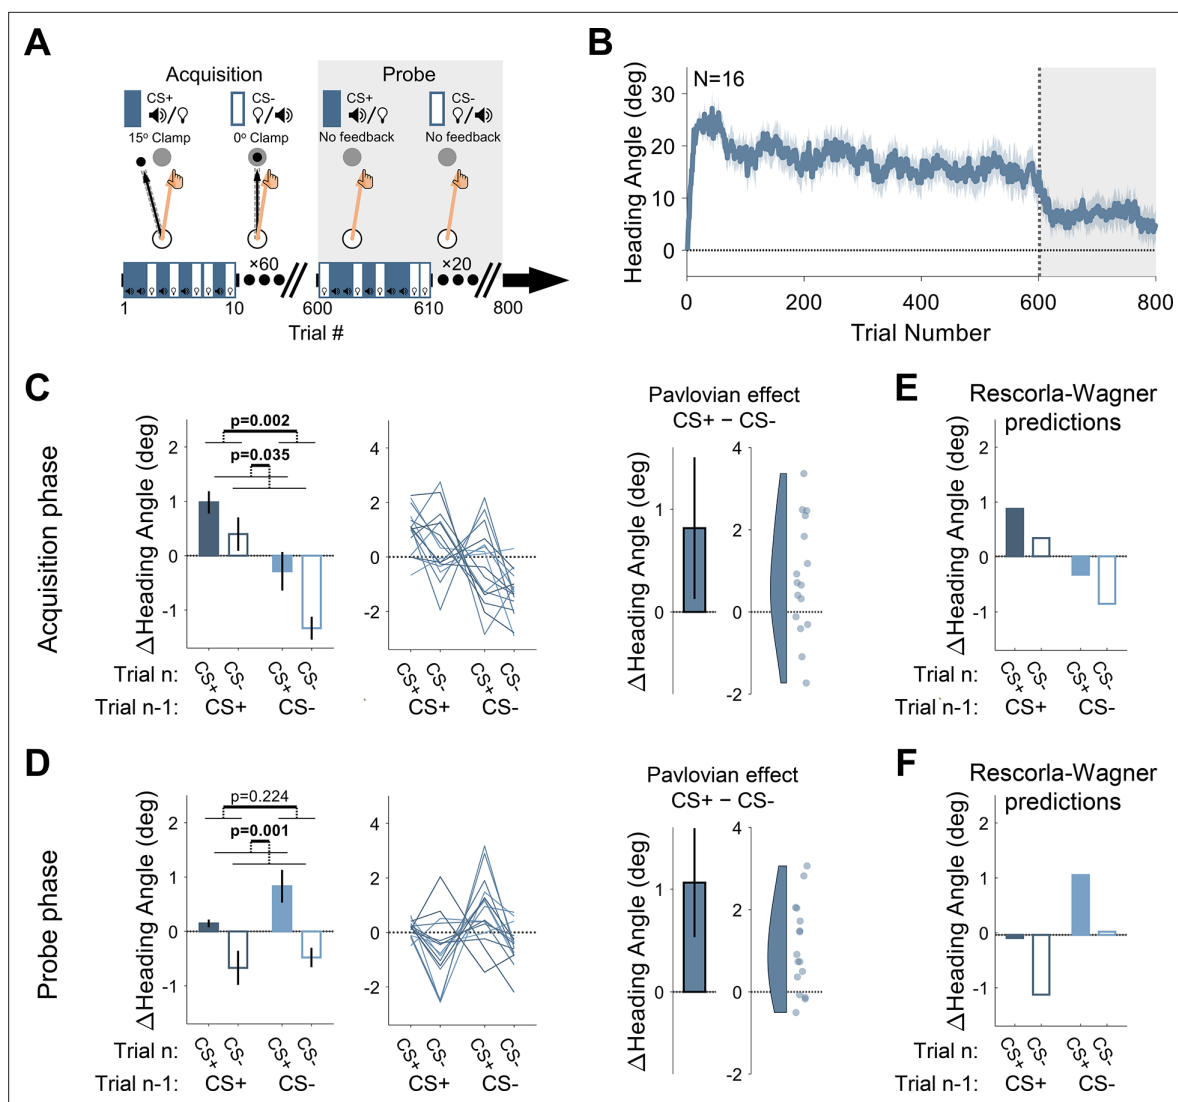 A
Acquisition
Probe
CS+
CS-
CS+
CS-
/
/
/
/
15º Clamp
0º Clamp
No feedback
No feedback
×60
×20
1
10
600
610
800
Trial #
B
Heading Angle (deg)
N=16
30
20
10
0
0
200
400
600
800
Trial Number
C
Acquisition phase
ΔHeading Angle (deg)
p=0.002
p=0.035
2
1
0
-1
Trial n:
CS+
CS-
CS+
CS-
Trial n-1:
CS+
CS-
4
2
0
-2
CS+
CS-
CS+
CS-
CS+
CS-
Pavlovian effect
CS+ − CS-
ΔHeading Angle (deg)
1
0
4
2
0
-2
E
Rescorla-Wagner
predictions
ΔHeading Angle (deg)
2
1
0
-1
Trial n:
CS+
CS-
CS+
CS-
Trial n-1:
CS+
CS-
D
Probe phase
ΔHeading Angle (deg)
p=0.224
p=0.001
2
1
0
-1
Trial n:
CS+
CS-
CS+
CS-
Trial n-1:
CS+
CS-
4
2
0
-2
CS+
CS-
CS+
CS-
CS+
CS-
Pavlovian effect
CS+ − CS-
ΔHeading Angle (deg)
1
0
4
2
0
-2
F
Rescorla-Wagner
predictions
ΔHeading Angle (deg)
2
1
0
-1
Trial n:
CS+
CS-
CS+
CS-
Trial n-1:
CS+
CS-